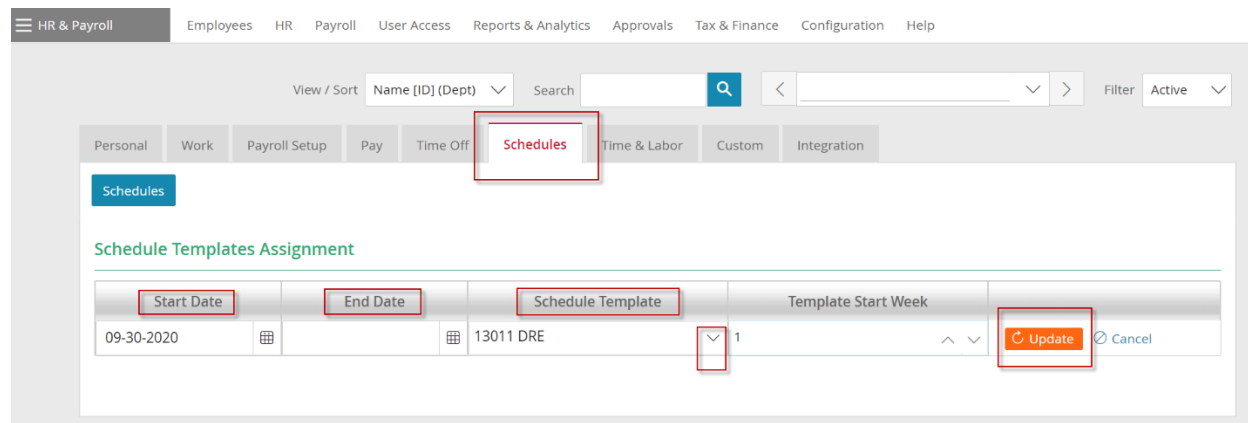 HR & Payroll Employees HR Payroll User Access Reports & Analytics Approvals Tax & Finance Configuration Help
View / Sort Name [ID] (Dept) Search Filter Active
Personal Work Payroll Setup Pay Time Off Schedules Time & Labor Custom Integration
Schedules
Schedule Templates Assignment
Start Date End Date Schedule Template Template Start Week
09-30-2020 13011 DRE 1 Update Cancel